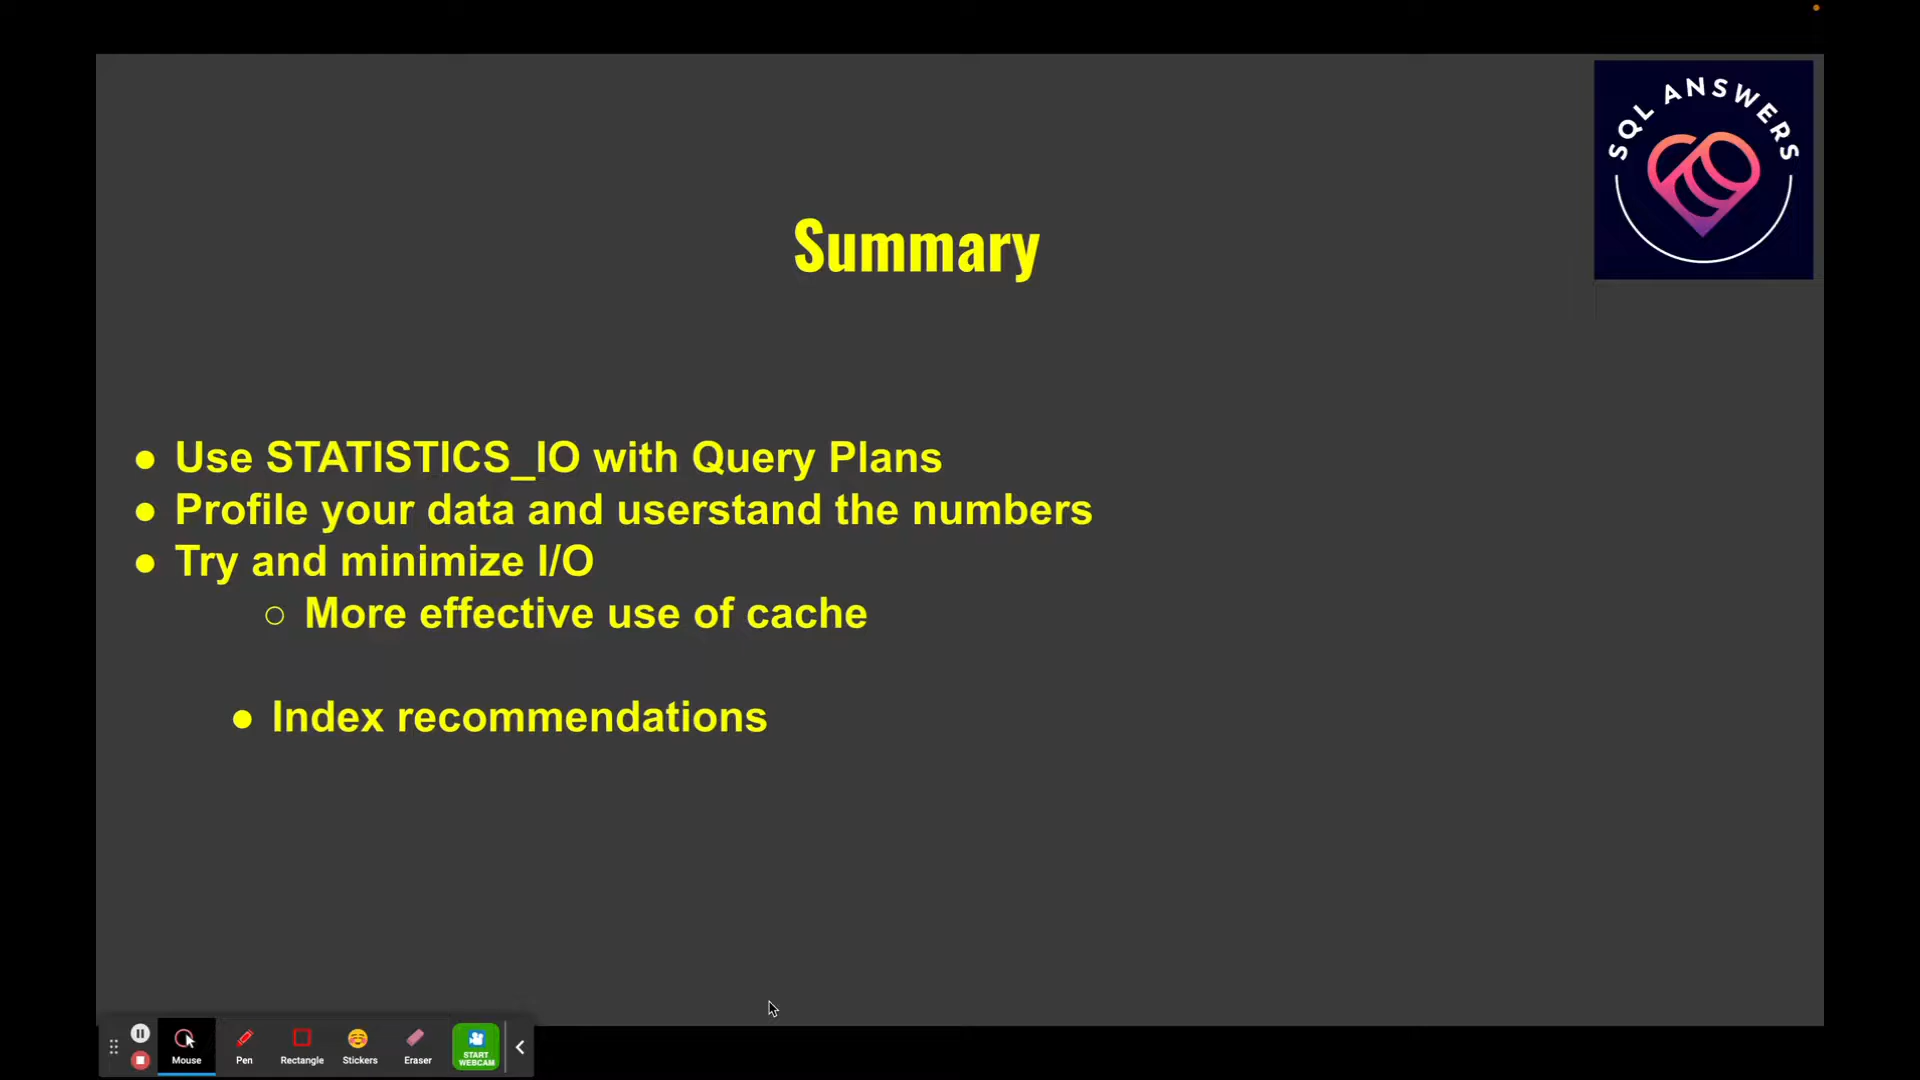 SQL ANSWERS
Summary
● Use STATISTICS_IO with Query Plans
● Profile your data and userstand the numbers
● Try and minimize I/O
○ More effective use of cache
● Index recommendations
Mouse
Pen
Rectangle
Stickers
Eraser
START
WEBCAM